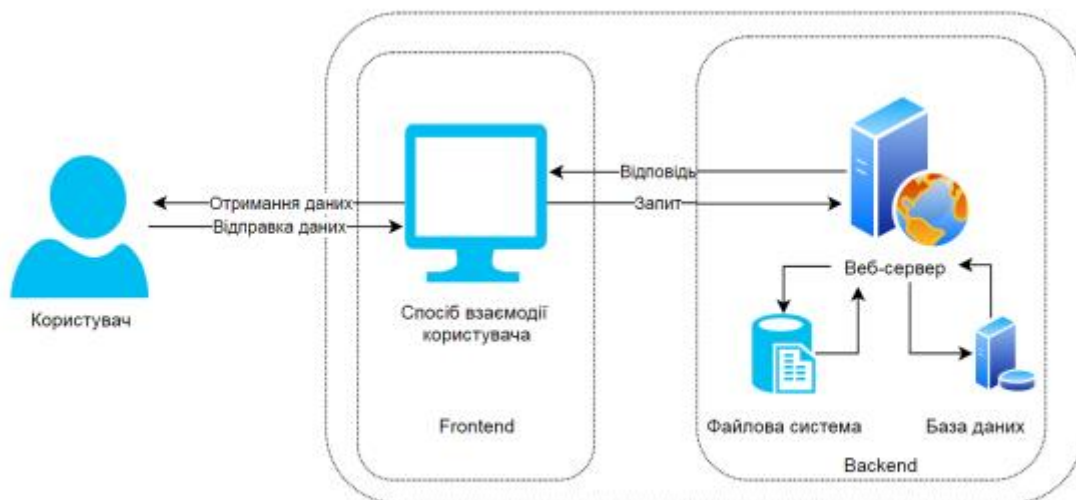 Відповідь
Отримання даних
Запит
Відправка даних
Веб-сервер
Користувач
Спосіб взаємодії
користувача
Frontend
Файлова система
База даних
Backend